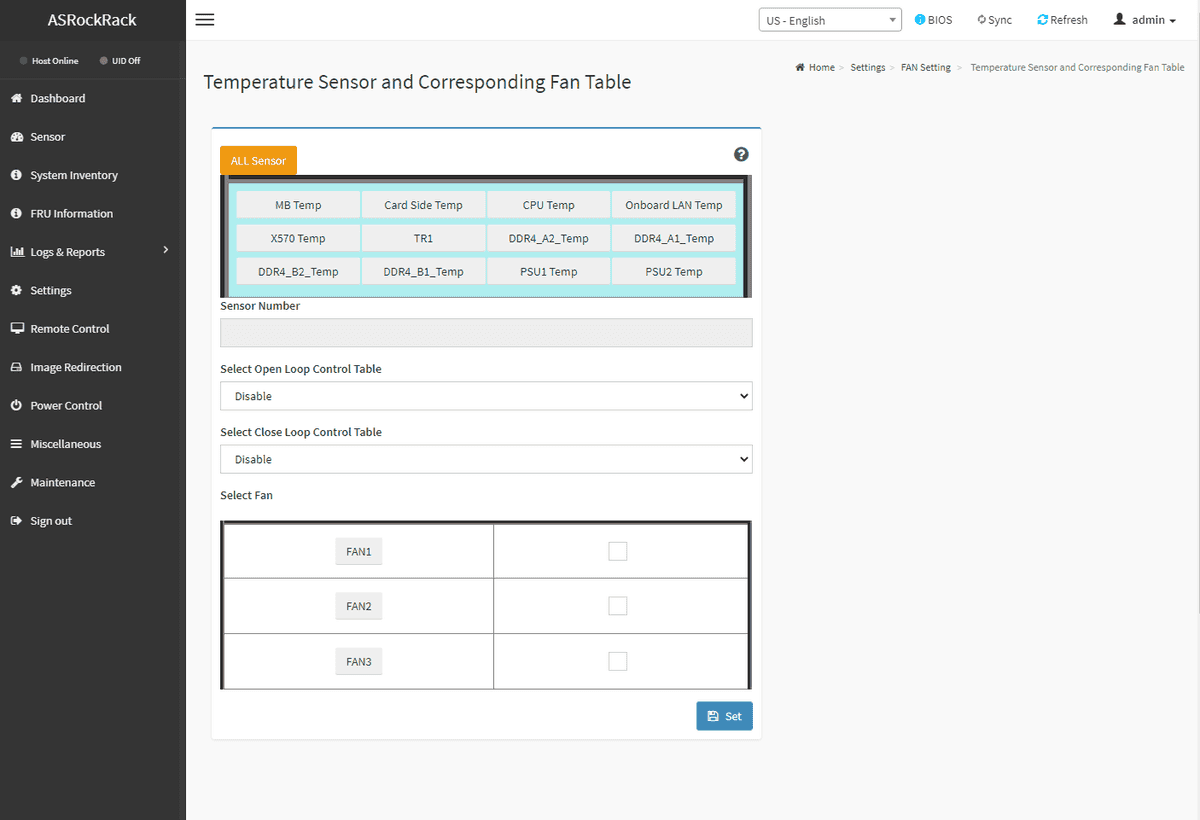 ASRockRack
US - English
BIOS
Sync
Refresh
admin
Host Online
UID Off
Dashboard
Sensor
System Inventory
FRU Information
Logs & Reports
Settings
Remote Control
Image Redirection
Power Control
Miscellaneous
Maintenance
Sign out
Temperature Sensor and Corresponding Fan Table
Home > Settings > FAN Setting > Temperature Sensor and Corresponding Fan Table
ALL Sensor
MB Temp
Card Side Temp
CPU Temp
Onboard LAN Temp
X570 Temp
TR1
DDR4_A2_Temp
DDR4_A1_Temp
DDR4_B2_Temp
DDR4_B1_Temp
PSU1 Temp
PSU2 Temp
Sensor Number
Select Open Loop Control Table
Disable
Select Close Loop Control Table
Disable
Select Fan
FAN1
FAN2
FAN3
Set